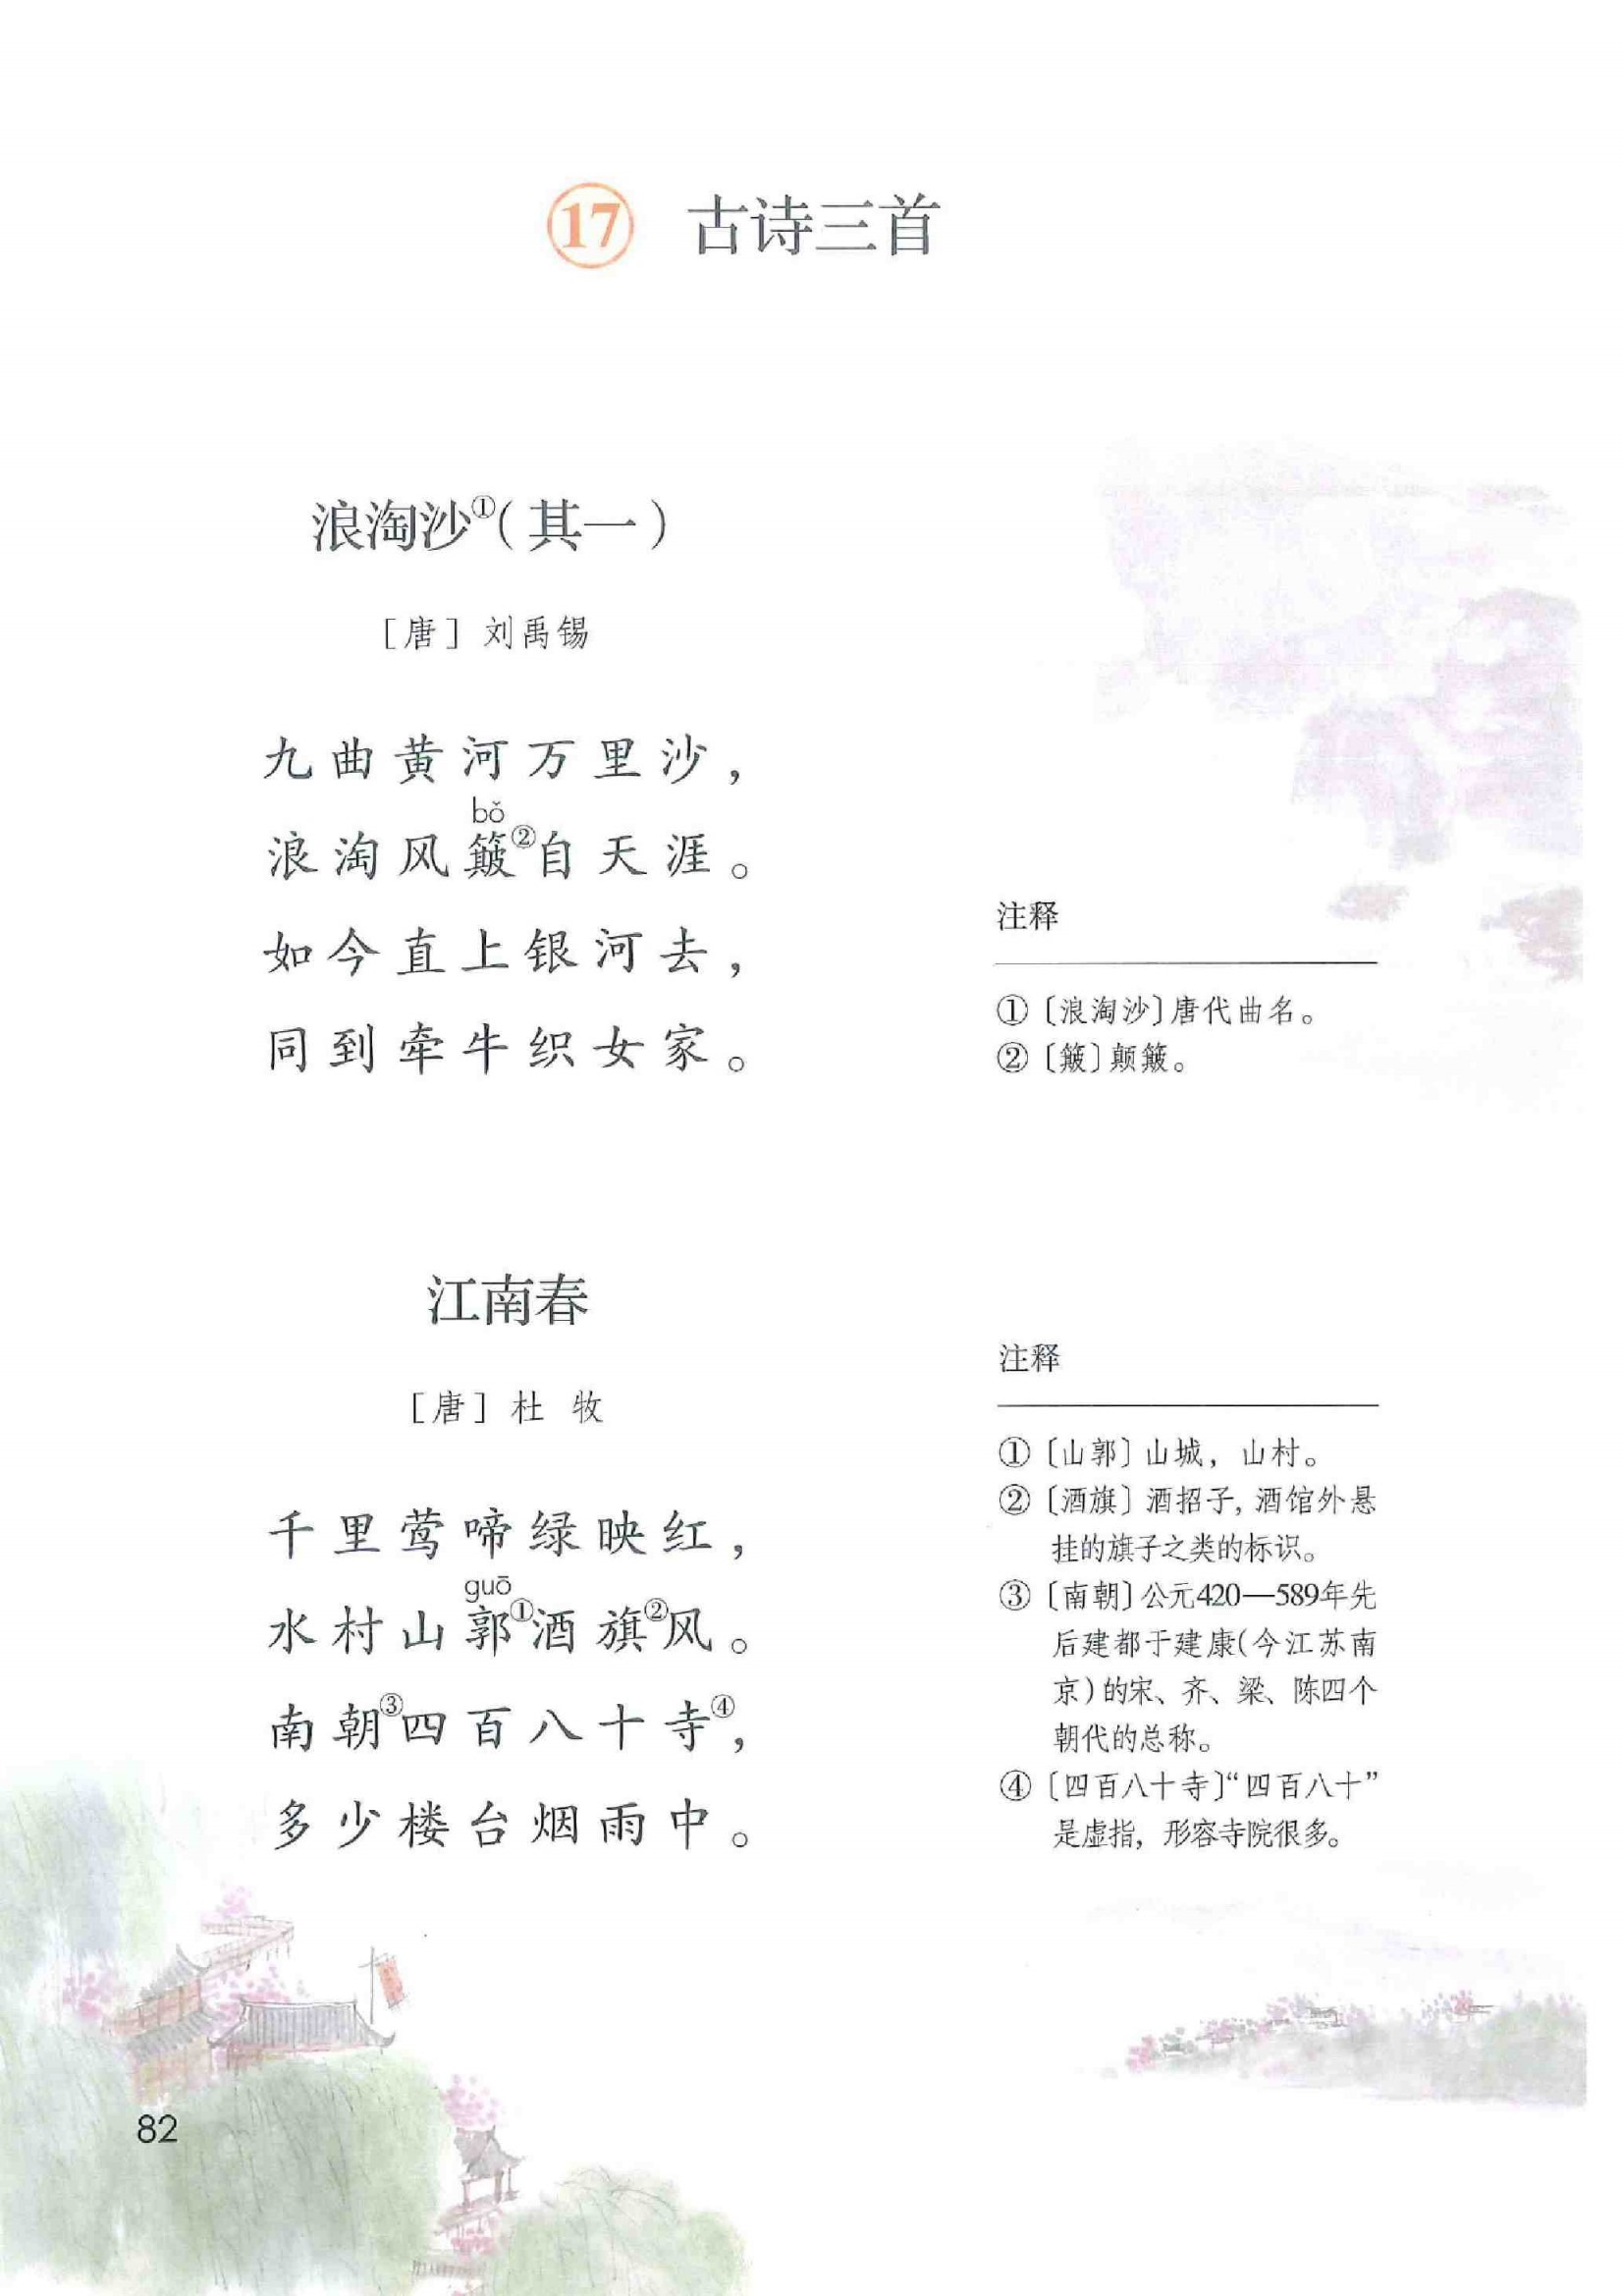 17 古诗三首
浪淘沙①（其一）
［唐］刘禹锡
九曲黄河万里沙，
bǒ
浪淘风簸②自天涯。
如今直上银河去，
同到牵牛织女家。
注释
①〔浪淘沙〕唐代曲名。
②〔簸〕颠簸。
江南春
［唐］杜 牧
千里莺啼绿映红，
guō
水村山郭①酒旗②风。
南朝③四百八十寺④，
多少楼台烟雨中。
注释
①〔山郭〕山城，山村。
②〔酒旗〕酒招子，酒馆外悬
挂的旗子之类的标识。
③〔南朝〕公元420—589年先
后建都于建康（今江苏南
京）的宋、齐、梁、陈四个
朝代的总称。
④〔四百八十寺〕“四百八十”
是虚指，形容寺院很多。
82